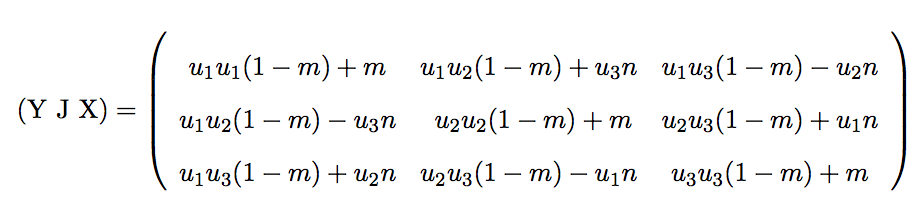 (Y J X) =
u₁u₁(1 − m) + m u₁u₂(1 − m) + u₃n u₁u₃(1 − m) − u₂n
u₁u₂(1 − m) − u₃n u₂u₂(1 − m) + m u₂u₃(1 − m) + u₁n
u₁u₃(1 − m) + u₂n u₂u₃(1 − m) − u₁n u₃u₃(1 − m) + m